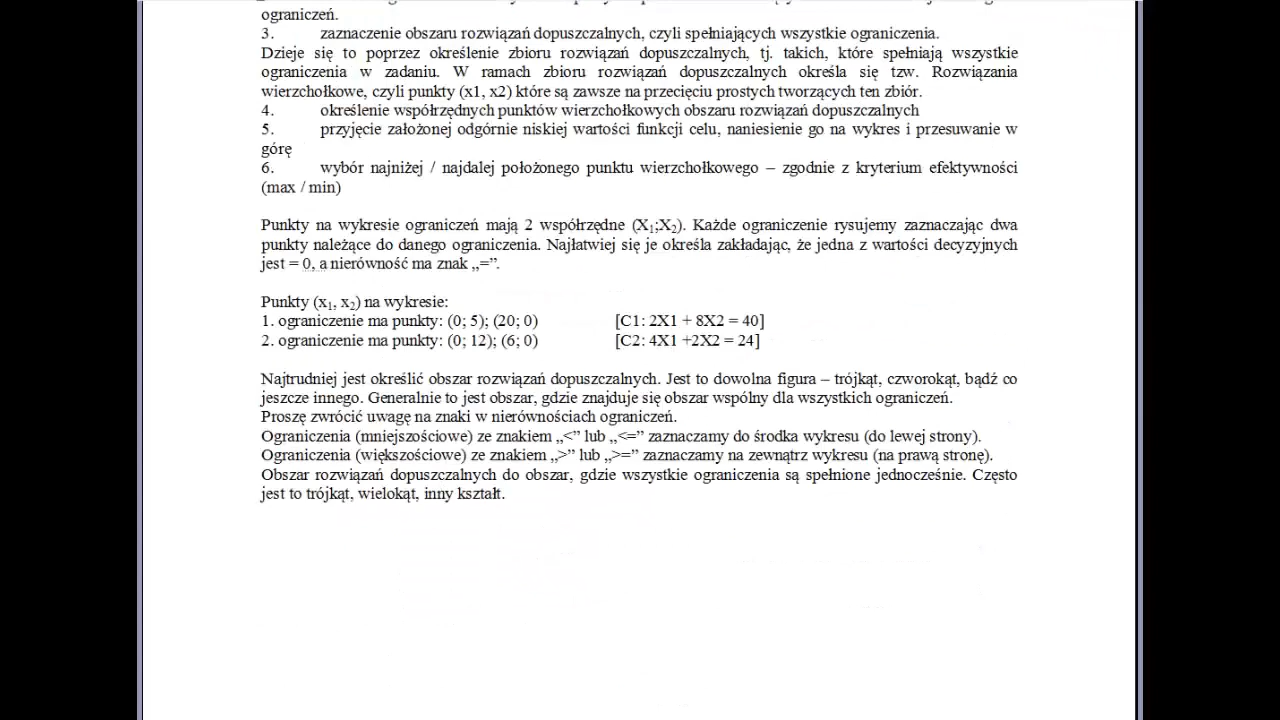 ograniczeń.
3. zaznaczenie obszaru rozwiązań dopuszczalnych, czyli spełniających wszystkie ograniczenia.
Dzieje się to poprzez określenie zbioru rozwiązań dopuszczalnych, tj. takich, które spełniają wszystkie
ograniczenia w zadaniu. W ramach zbioru rozwiązań dopuszczalnych określa się tzw. Rozwiązania
wierzchołkowe, czyli punkty (x1, x2) które są zawsze na przecięciu prostych tworzących ten zbiór.
4. określenie współrzędnych punktów wierzchołkowych obszaru rozwiązań dopuszczalnych
5. przyjęcie założonej odgórnie niskiej wartości funkcji celu, naniesienie go na wykres i przesuwanie w
górę
6. wybór najniżej / najdalej położonego punktu wierzchołkowego – zgodnie z kryterium efektywności
(max / min)
Punkty na wykresie ograniczeń mają 2 współrzędne (X₁;X₂). Każde ograniczenie rysujemy zaznaczając dwa
punkty należące do danego ograniczenia. Najłatwiej się je określa zakładając, że jedna z wartości decyzyjnych
jest = 0, a nierówność ma znak „=”.
Punkty (x₁, x₂) na wykresie:
1. ograniczenie ma punkty: (0; 5); (20; 0) [C1: 2X1 + 8X2 = 40]
2. ograniczenie ma punkty: (0; 12); (6; 0) [C2: 4X1 +2X2 = 24]
Najtrudniej jest określić obszar rozwiązań dopuszczalnych. Jest to dowolna figura – trójkąt, czworokąt, bądź co
jeszcze innego. Generalnie to jest obszar, gdzie znajduje się obszar wspólny dla wszystkich ograniczeń.
Proszę zwrócić uwagę na znaki w nierównościach ograniczeń.
Ograniczenia (mniejszościowe) ze znakiem „<” lub „<=” zaznaczamy do środka wykresu (do lewej strony).
Ograniczenia (większościowe) ze znakiem „>” lub „>=” zaznaczamy na zewnątrz wykresu (na prawą stronę).
Obszar rozwiązań dopuszczalnych do obszar, gdzie wszystkie ograniczenia są spełnione jednocześnie. Często
jest to trójkąt, wielokąt, inny kształt.